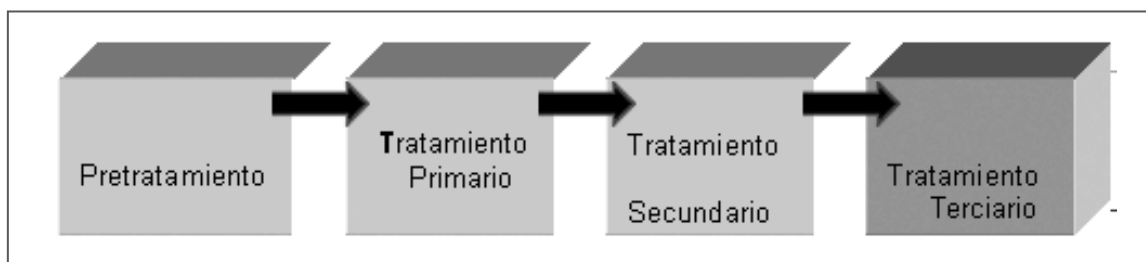 Pretratamiento
Tratamiento
Primario
Tratamiento
Secundario
Tratamiento
Terciario